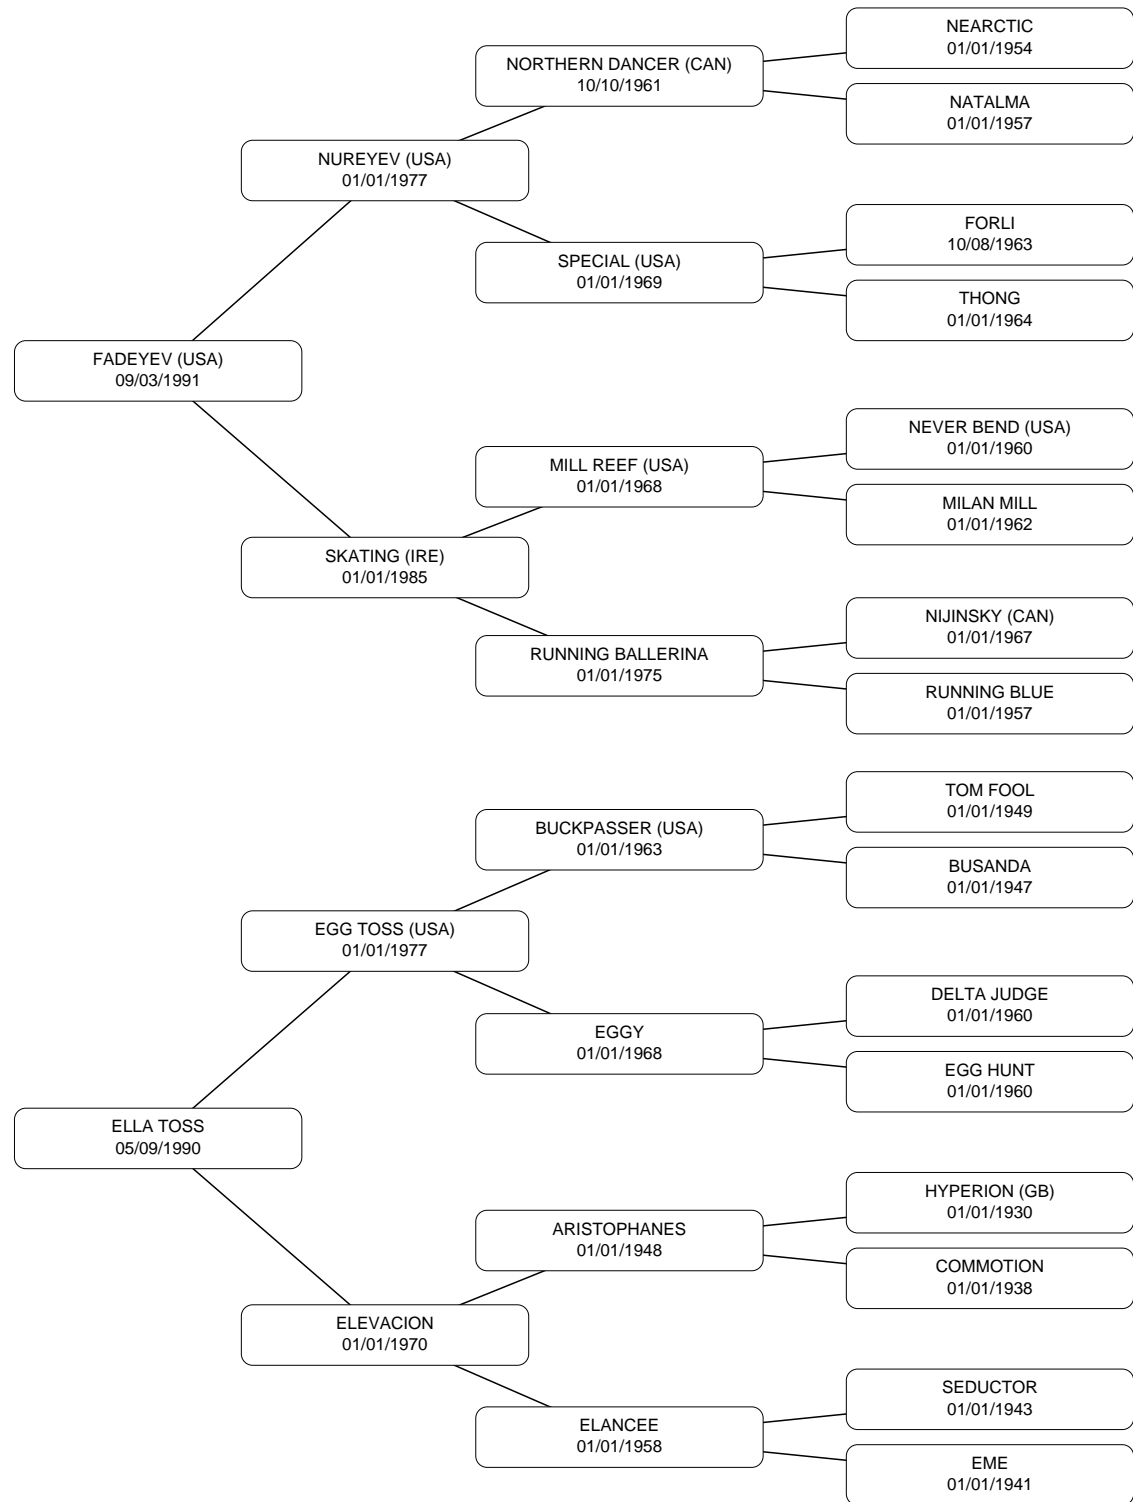 NEARCTIC
01/01/1954
NORTHERN DANCER (CAN)
10/10/1961
NATALMA
01/01/1957
NUREYEV (USA)
01/01/1977
FORLI
10/08/1963
SPECIAL (USA)
01/01/1969
THONG
01/01/1964
FADEYEV (USA)
09/03/1991
NEVER BEND (USA)
01/01/1960
MILL REEF (USA)
01/01/1968
MILAN MILL
01/01/1962
SKATING (IRE)
01/01/1985
NIJINSKY (CAN)
01/01/1967
RUNNING BALLERINA
01/01/1975
RUNNING BLUE
01/01/1957
TOM FOOL
01/01/1949
BUCKPASSER (USA)
01/01/1963
BUSANDA
01/01/1947
EGG TOSS (USA)
01/01/1977
DELTA JUDGE
01/01/1960
EGGY
01/01/1968
EGG HUNT
01/01/1960
ELLA TOSS
05/09/1990
HYPERION (GB)
01/01/1930
ARISTOPHANES
01/01/1948
COMMOTION
01/01/1938
ELEVACION
01/01/1970
SEDUCTOR
01/01/1943
ELANCEE
01/01/1958
EME
01/01/1941